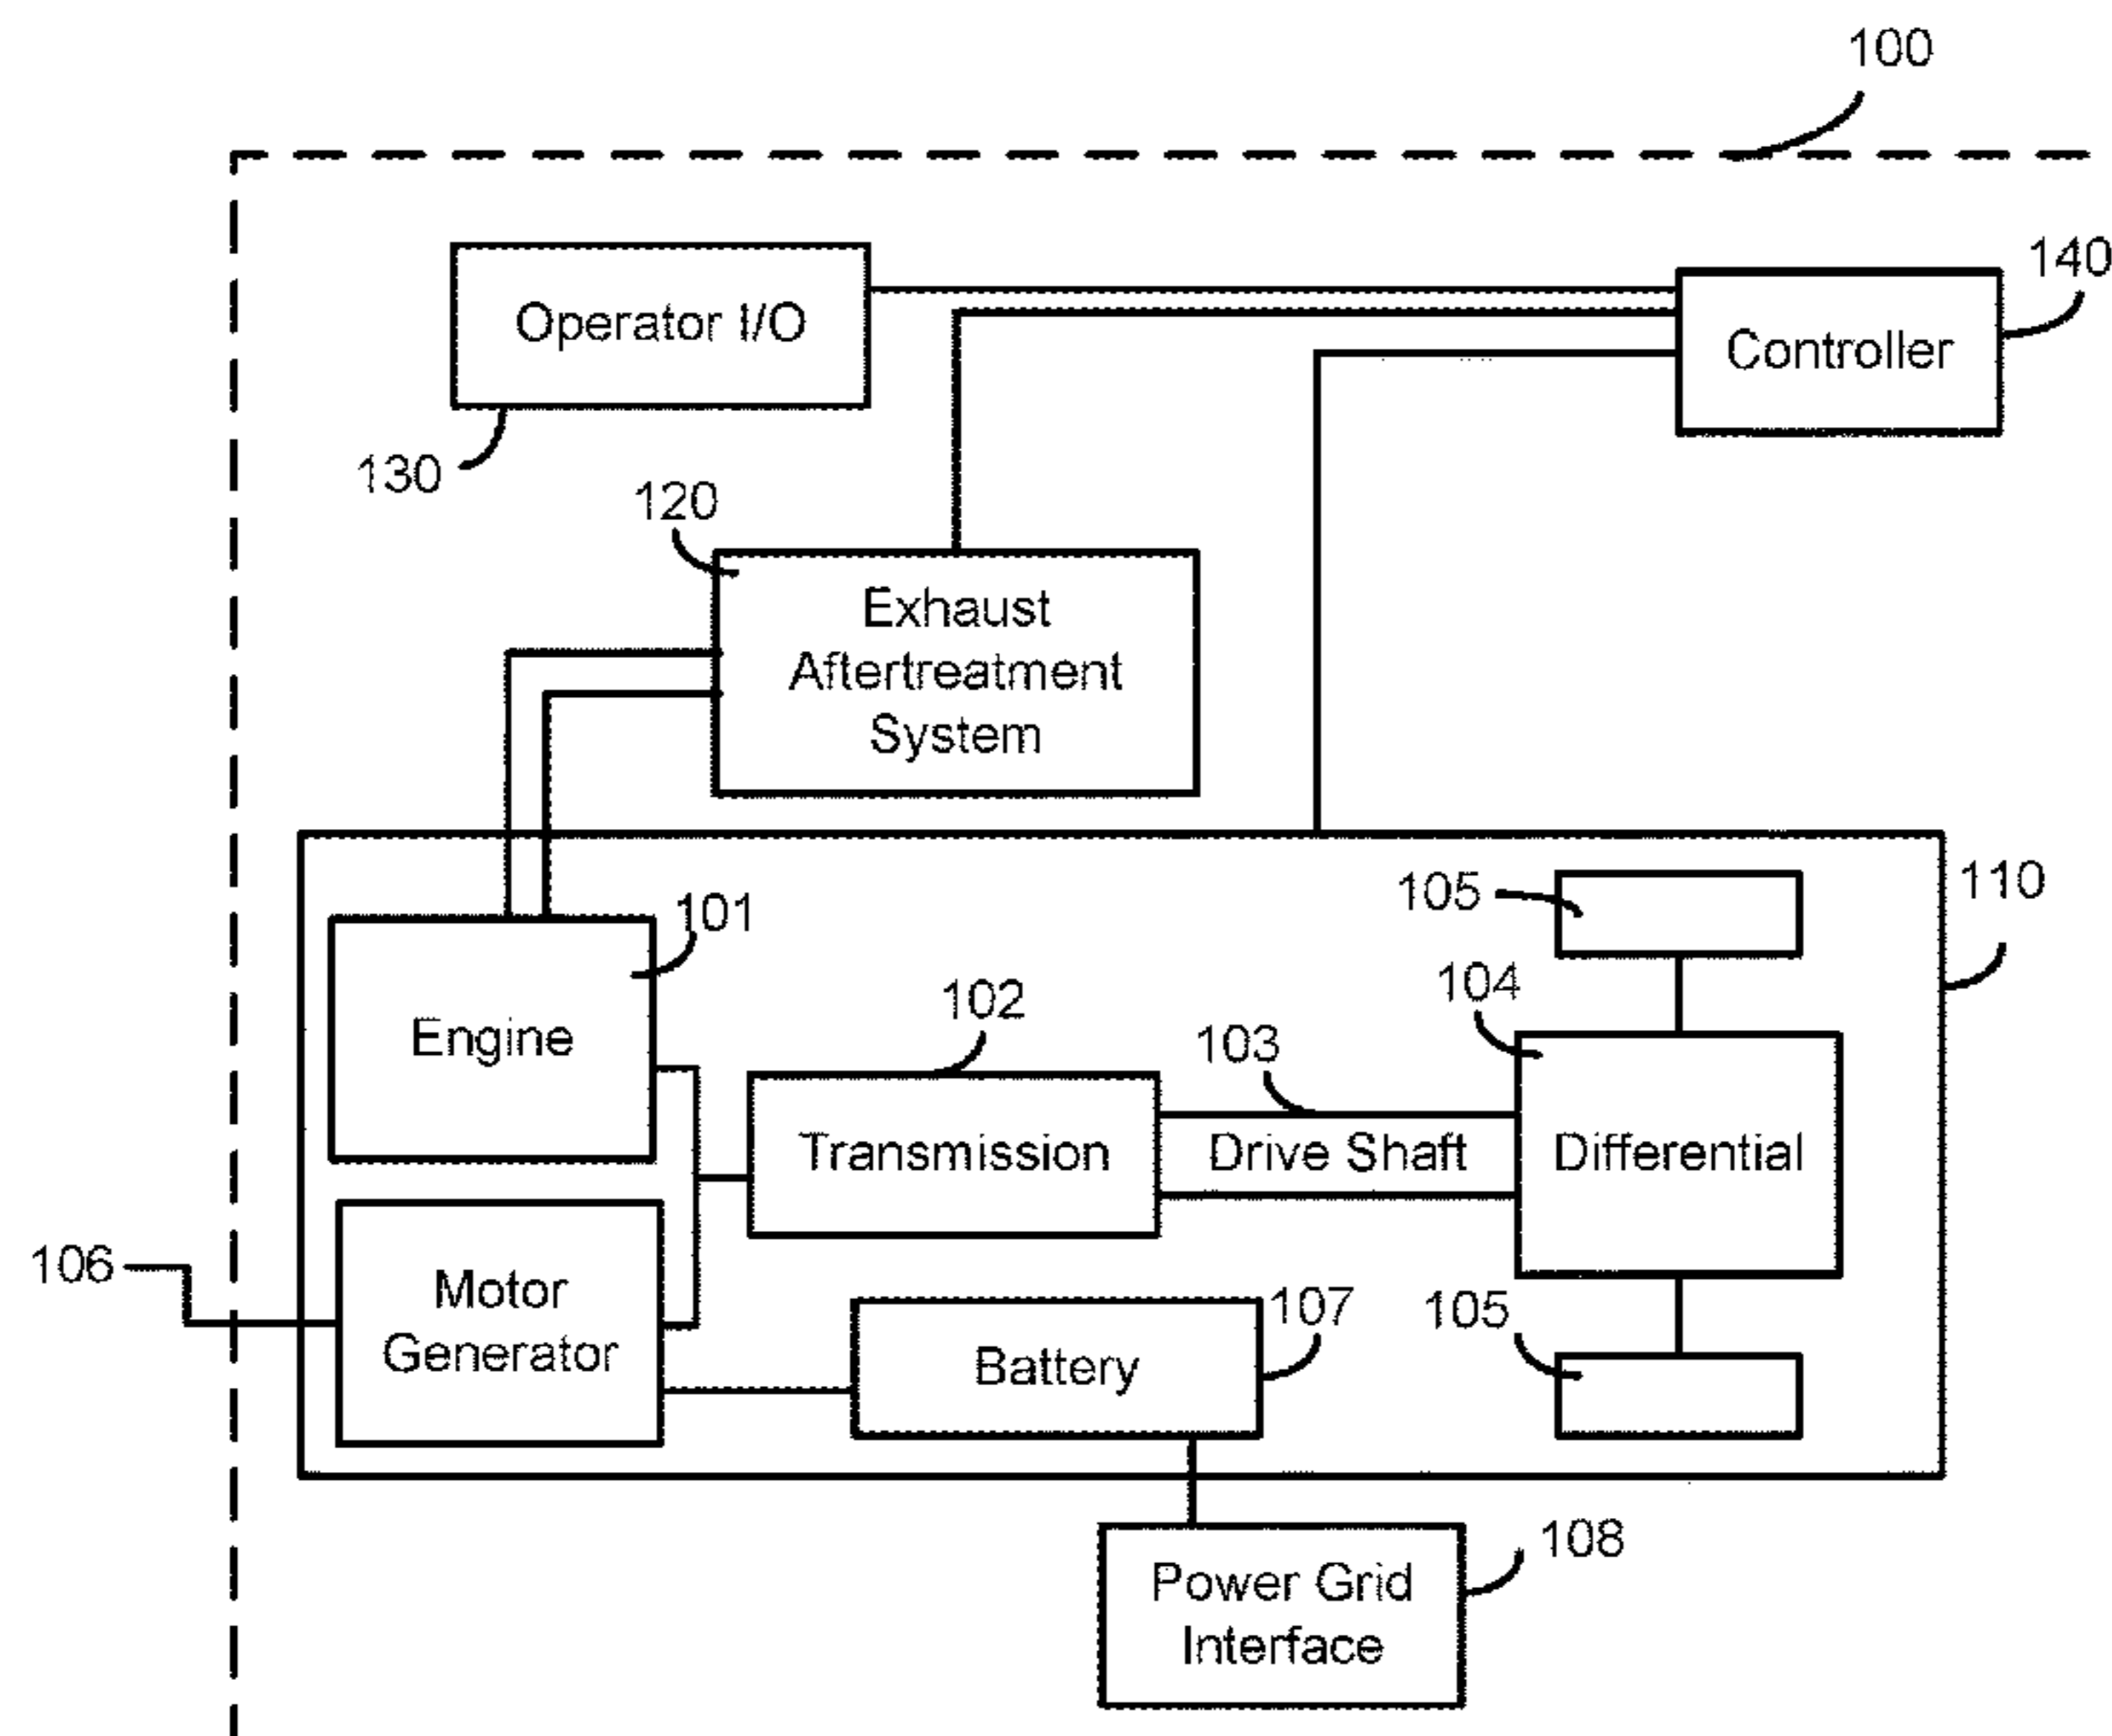 100
140
Operator I/O
Controller
130
120
Exhaust
Aftertreatment
System
110
105
101
104
102
103
Engine
Transmission
Drive Shaft
Differential
106
Motor
Generator
107
105
Battery
108
Power Grid
Interface